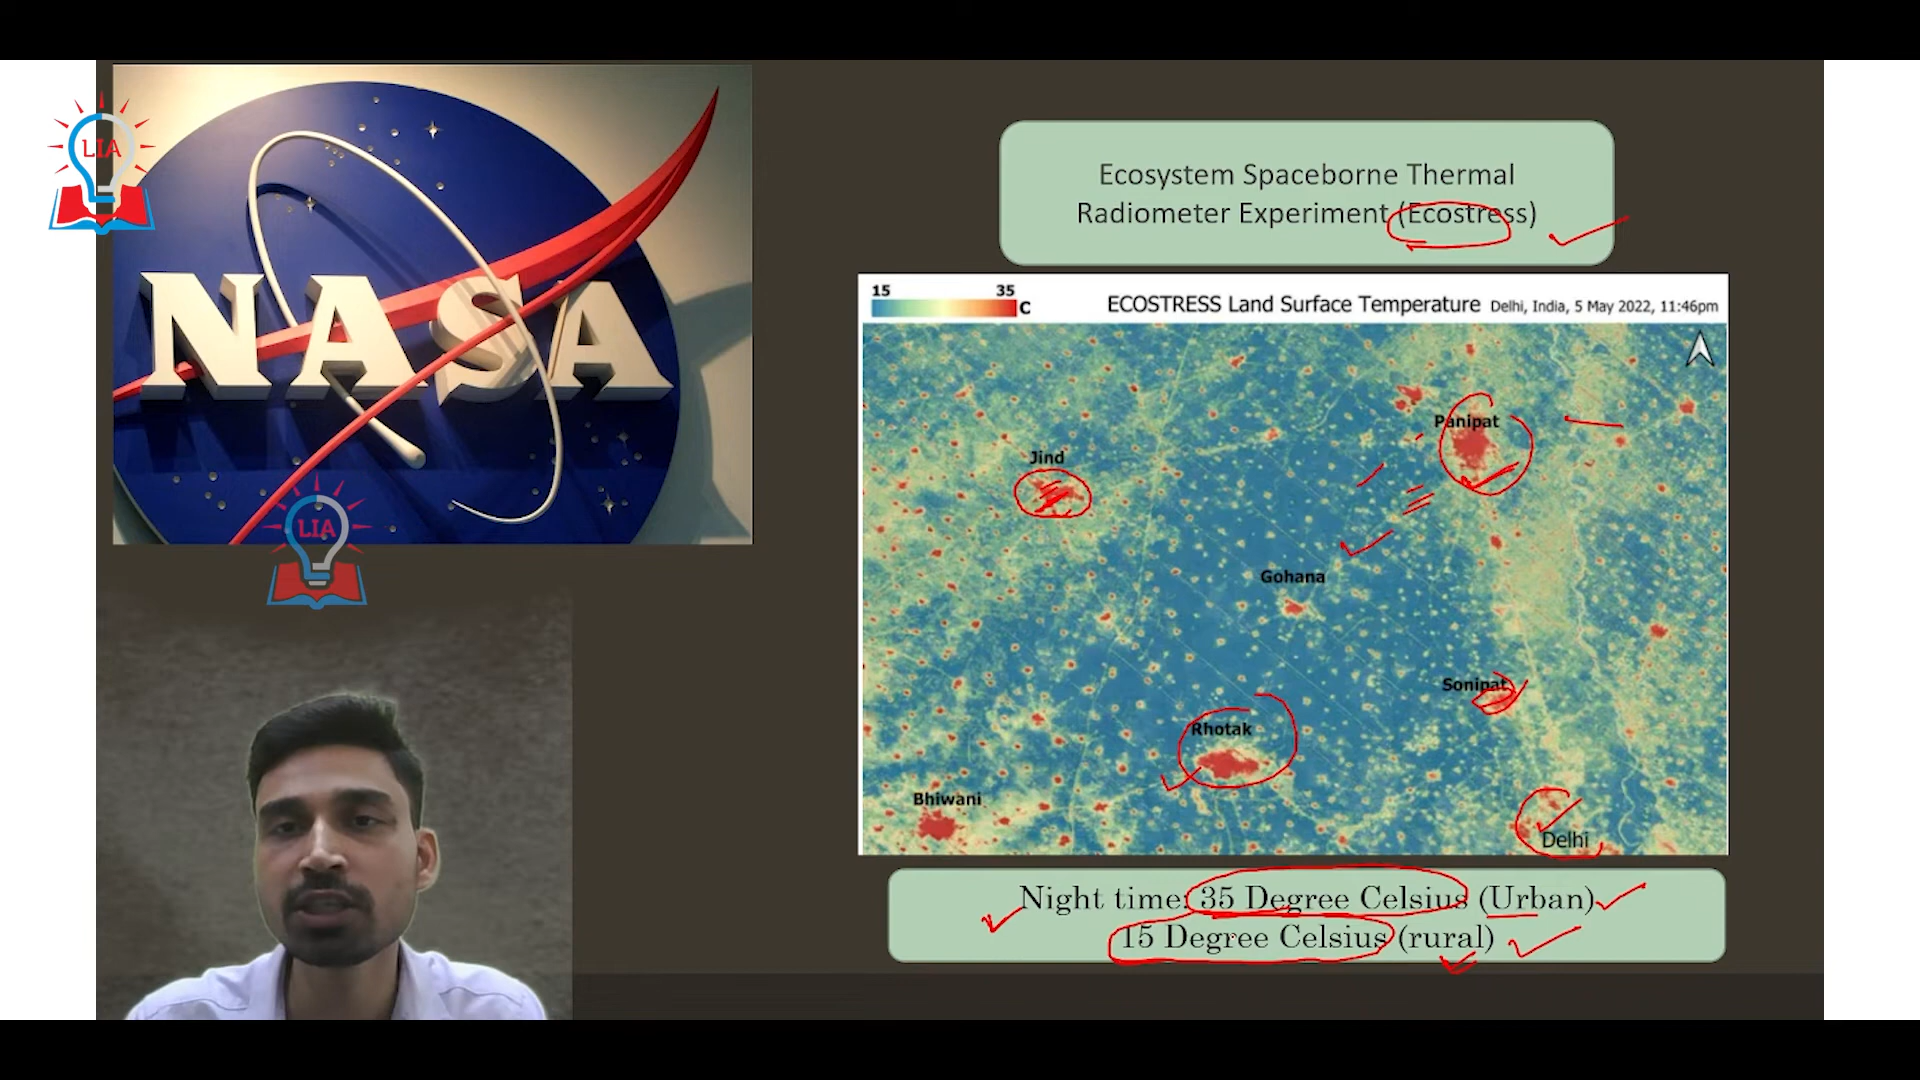 LIA
NASA
LIA
Ecosystem Spaceborne Thermal
Radiometer Experiment (Ecostress)
15 35 C
ECOSTRESS Land Surface Temperature Delhi, India, 5 May 2022, 11:46pm
Panipat
Jind
Gohana
Sonipat
Rhotak
Bhiwani
Delhi
Night time: 35 Degree Celsius (Urban)
15 Degree Celsius (rural)